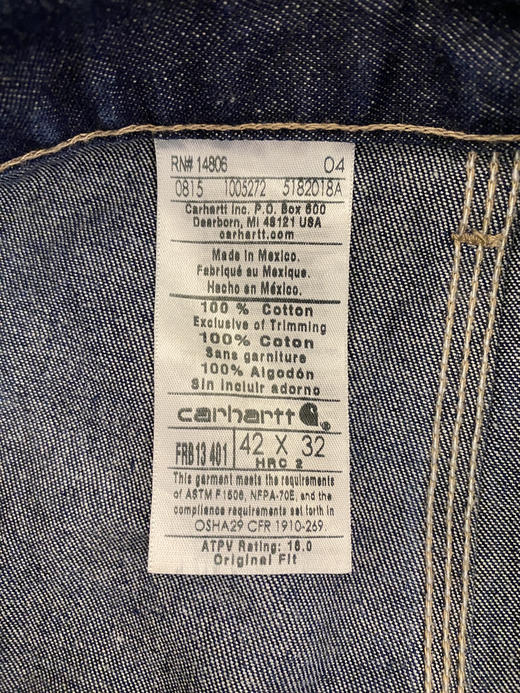 RN# 14806 04
0815 1005272 5182018A
Carhartt Inc. P.O. Box 600
Dearborn, MI 48121 USA
carhartt.com
Made in Mexico.
Fabriqué au Mexique.
Hecho en México.
100 % Cotton
Exclusive of Trimming
100% Coton
Sans garniture
100% Algodón
Sin incluir adorno
carhartt ®
FRB13 401 42 X 32
HRC 2
This garment meets the requirements
of ASTM F1506, NFPA-70E, and the
compliance requirements set forth in
OSHA29 CFR 1910-269.
ATPV Rating: 16.0
Original Fit